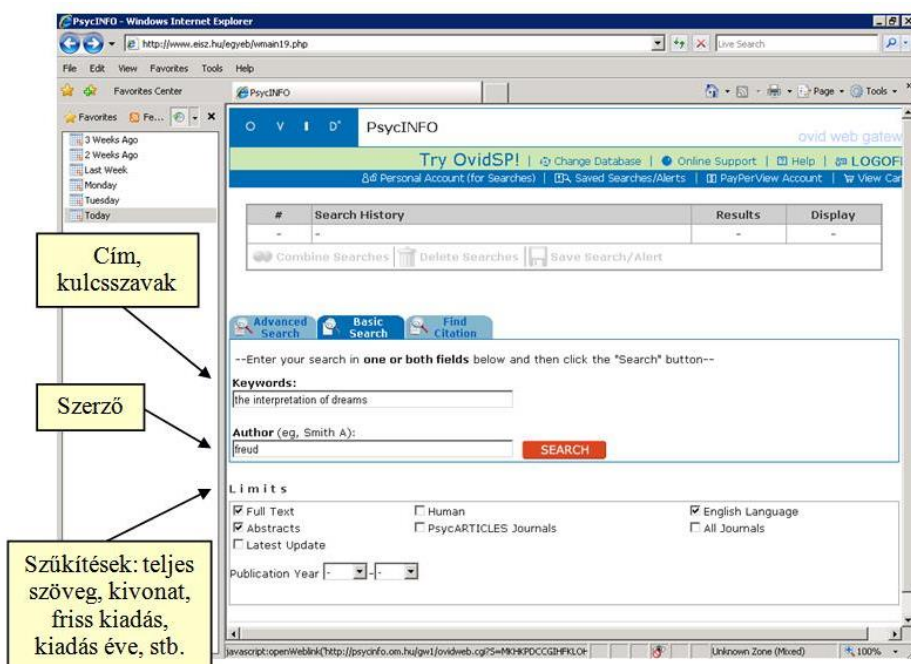 PsycINFO - Windows Internet Explorer
http://www.eisz.hu/egyeb/wmain19.php
Live Search
File Edit View Favorites Tools Help
Favorites Center
PsycINFO
Page Tools
Favorites Fe...
3 Weeks Ago
2 Weeks Ago
Last Week
Monday
Tuesday
Today
O V I D PsycINFO
ovid web gatew
Try OvidSP! | Change Database | Online Support | Help | LOGOF
Personal Account (for Searches) | Saved Searches/Alerts | PayPerView Account | View Car
# Search History Results Display
- - - -
Combine Searches Delete Searches Save Search/Alert
Cím,
kulcsszavak
Advanced
Search
Basic
Search
Find
Citation
--Enter your search in one or both fields below and then click the "Search" button--
Keywords:
the interpretation of dreams
Szerző
Author (eg, Smith A):
freud
SEARCH
Limits
Full Text Human English Language
Abstracts PsycARTICLES Journals All Journals
Latest Update
Publication Year - - -
Szűkítések: teljes
szöveg, kivonat,
friss kiadás,
kiadás éve, stb.
Unknown Zone (Mixed) 100%